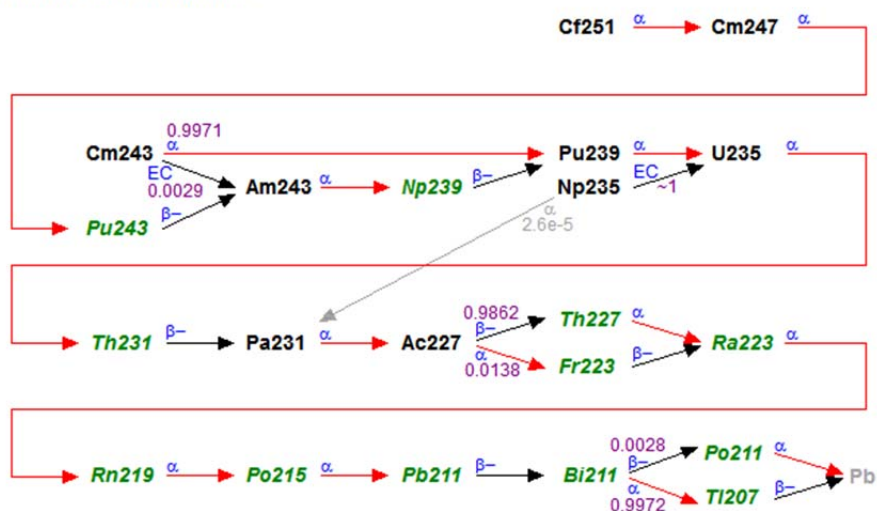 Cf251 α Cm247 α
0.9971
Cm243 α Pu239 α U235 α
EC 0.0029 Am243 α Np239 β− Np235 EC ~1
Pu243 β− α 2.6e-5
0.9862
Th231 β− Pa231 α Ac227 β− Th227 α Ra223 α
α 0.0138 Fr223 β−
0.0028
Rn219 α Po215 α Pb211 β− Bi211 β− Po211 α Pb
α 0.9972 Tl207 β−